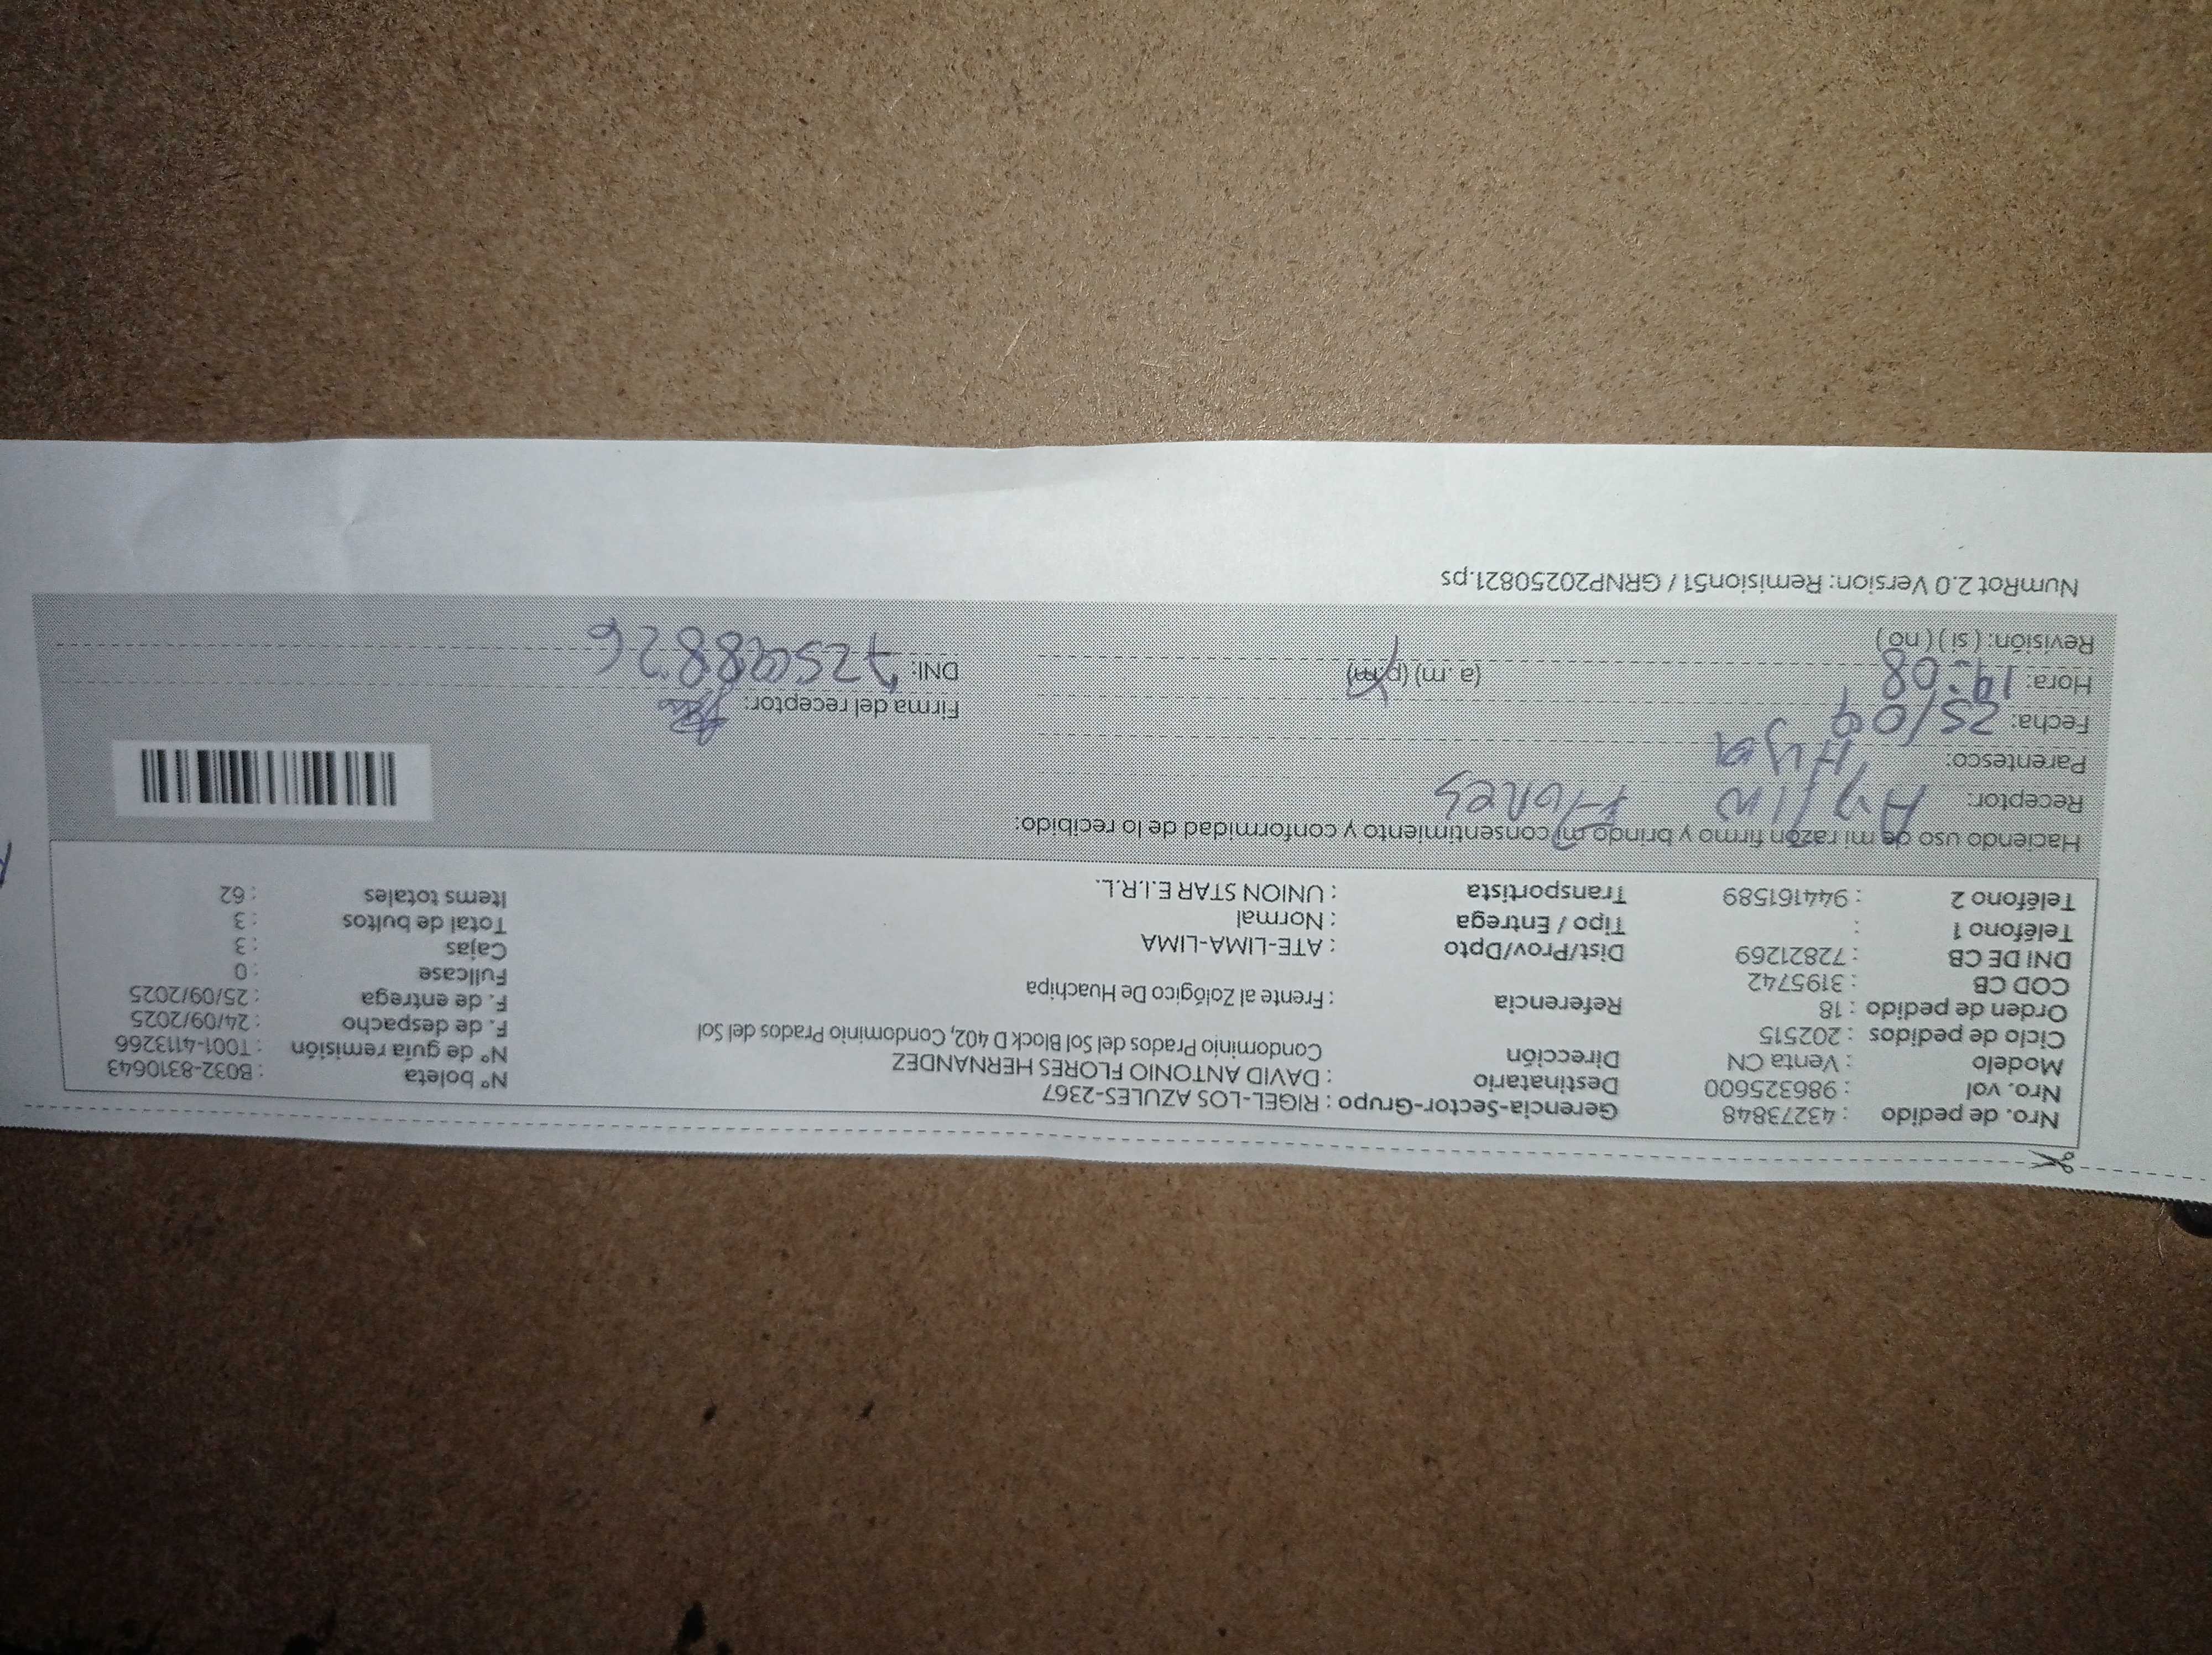 Nro. de pedido : 43273848
Nro. vol : 986325600
Modelo : Venta CN
Ciclo de pedidos : 202515
Orden de pedido : 18
COD CB : 3195742
DNI DE CB : 72821269
Teléfono 1 :
Teléfono 2 : 944161589
Gerencia-Sector-Grupo : RIGEL-LOS AZULES-2367
Destinatario : DAVID ANTONIO FLORES HERNANDEZ
Dirección Condominio Prados del Sol Block D 402, Condominio Prados del Sol
Referencia : Frente al Zológico De Huachipa
Dist/Prov/Dpto : ATE-LIMA-LIMA
Tipo / Entrega : Normal
Transportista : UNION STAR E.I.R.L.
N° boleta : B032-8310643
N° de guía remisión : T001-4113266
F. de despacho : 24/09/2025
F. de entrega : 25/09/2025
Fullcase : 0
Cajas : 3
Total de bultos : 3
Items totales : 62
Haciendo uso de mi razón firmo y brindo mi consentimiento y conformidad de lo recibido:
Receptor: Flores
Parentesco: Hija
Fecha: 25/09
Hora: 19:08 (a. m) (p.m)
Revisión: ( si ) ( no )
Firma del receptor:
DNI:
NumRot 2.0 Version: Remision51 / GRNP20250821.ps